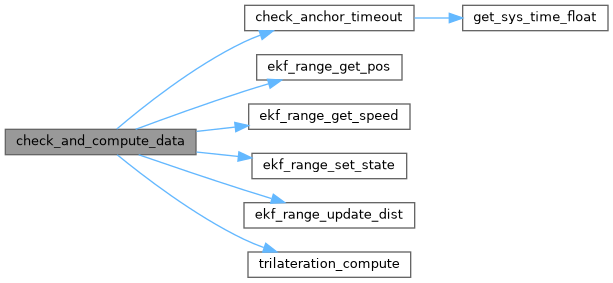 check_anchor_timeout
get_sys_time_float
ekf_range_get_pos
ekf_range_get_speed
check_and_compute_data
ekf_range_set_state
ekf_range_update_dist
trilateration_compute